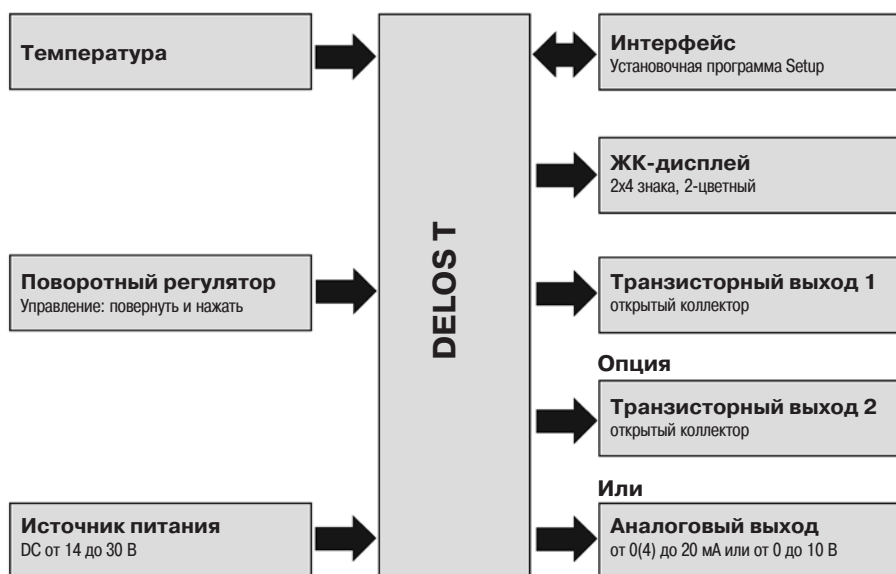 Температура
Поворотный регулятор
Управление: повернуть и нажать
Источник питания
DC от 14 до 30 В
DELOS T
Интерфейс
Установочная программа Setup
ЖК-дисплей
2x4 знака, 2-цветный
Транзисторный выход 1
открытый коллектор
Опция
Транзисторный выход 2
открытый коллектор
Или
Аналоговый выход
от 0(4) до 20 мА или от 0 до 10 В